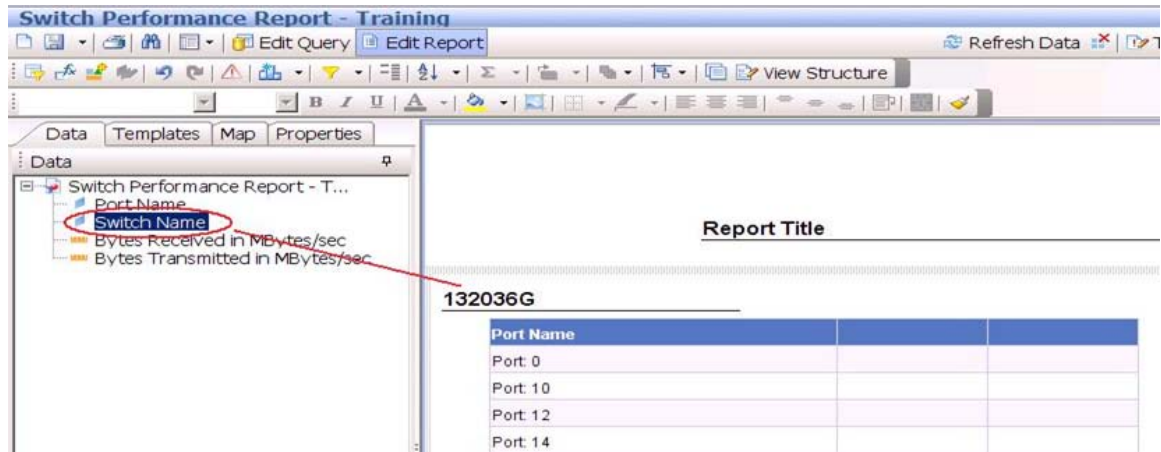 Switch Performance Report - Training
Edit Query Edit Report Refresh Data
View Structure
B I U A
Data Templates Map Properties
Data
Switch Performance Report - T...
Port Name
Switch Name
Bytes Received in MBytes/sec
Bytes Transmitted in MBytes/sec
Report Title
132036G
Port Name
Port: 0
Port: 10
Port: 12
Port: 14